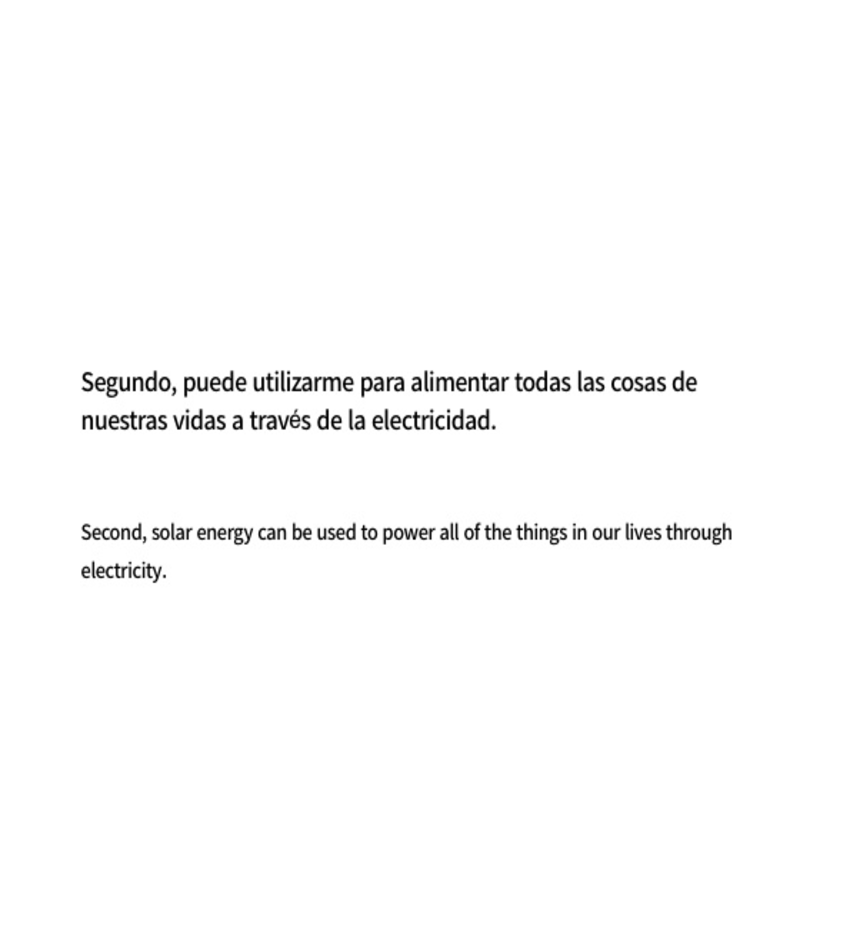 Segundo, puede utilizarme para alimentar todas las cosas de
nuestras vidas a través de la electricidad.
Second, solar energy can be used to power all of the things in our lives through
electricity.